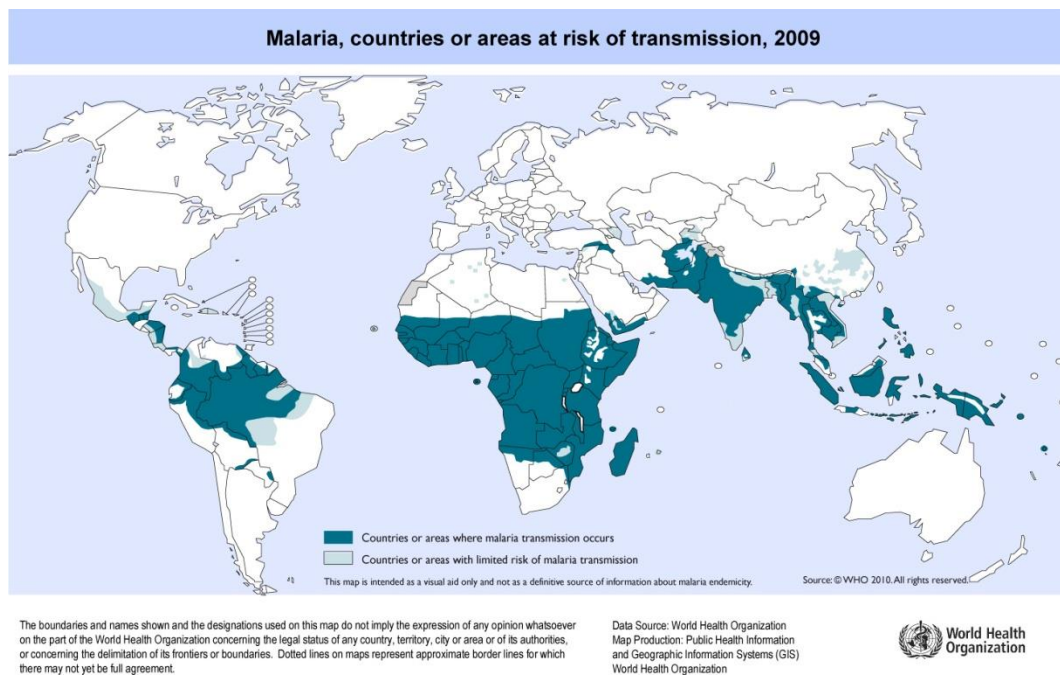 Malaria, countries or areas at risk of transmission, 2009
Countries or areas where malaria transmission occurs
Countries or areas with limited risk of malaria transmission
This map is intended as a visual aid only and not as a definitive source of information about malaria endemicity.
Source: © WHO 2010. All rights reserved.
The boundaries and names shown and the designations used on this map do not imply the expression of any opinion whatsoever
on the part of the World Health Organization concerning the legal status of any country, territory, city or area or of its authorities,
or concerning the delimitation of its frontiers or boundaries. Dotted lines on maps represent approximate border lines for which
there may not yet be full agreement.
Data Source: World Health Organization
Map Production: Public Health Information
and Geographic Information Systems (GIS)
World Health Organization
World Health
Organization